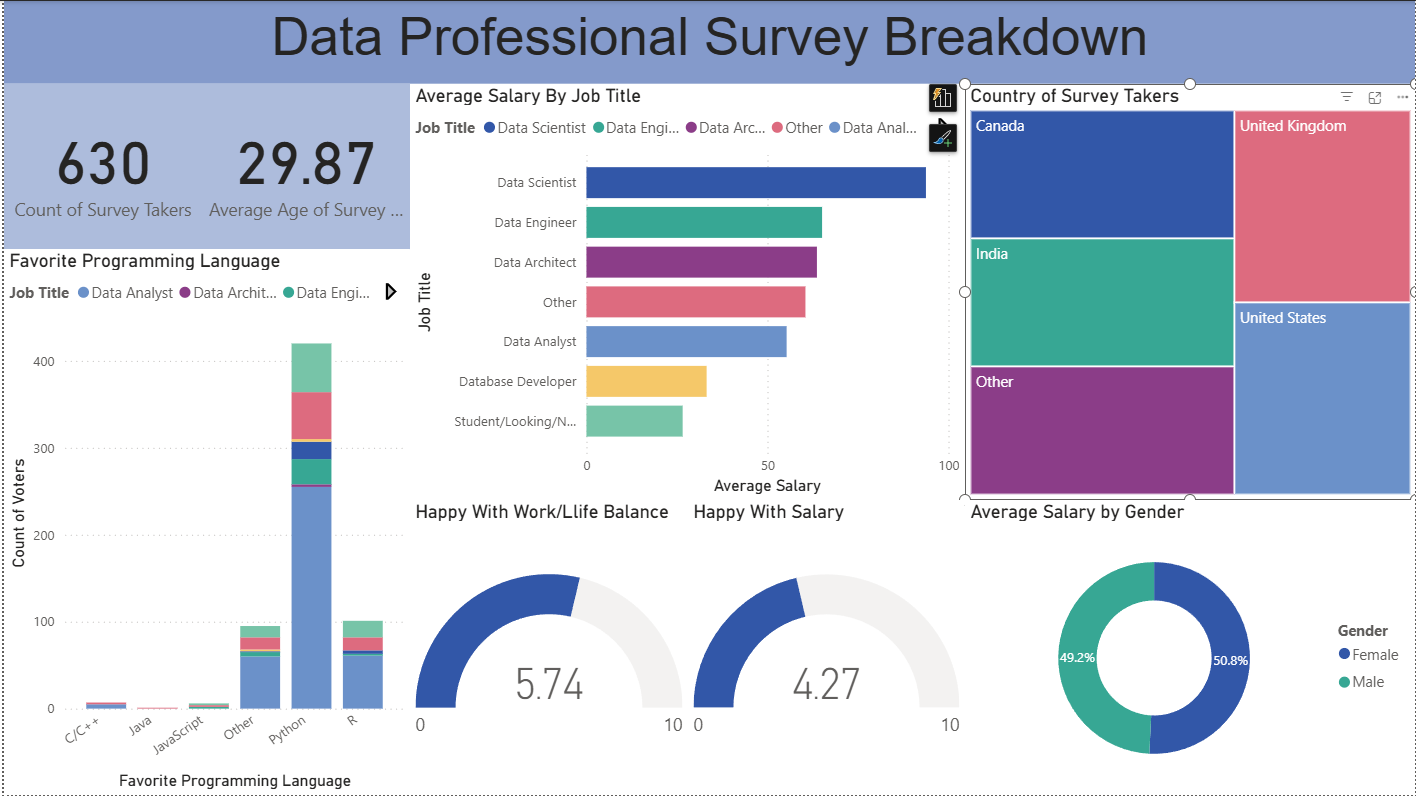 Data Professional Survey Breakdown
630
Count of Survey Takers
29.87
Average Age of Survey ...
Favorite Programming Language
Job Title Data Analyst Data Archit... Data Engi...
Count of Voters
400
300
200
100
0
C/C++
Java
JavaScript
Other
Python
R
Favorite Programming Language
Average Salary By Job Title
Job Title Data Scientist Data Engi... Data Arc... Other Data Anal...
Job Title
Data Scientist
Data Engineer
Data Architect
Other
Data Analyst
Database Developer
Student/Looking/N...
0 50 100
Average Salary
Country of Survey Takers
Canada
India
Other
United Kingdom
United States
Happy With Work/Llife Balance
5.74
0 10
Happy With Salary
4.27
0 10
Average Salary by Gender
49.2%
50.8%
Gender
Female
Male